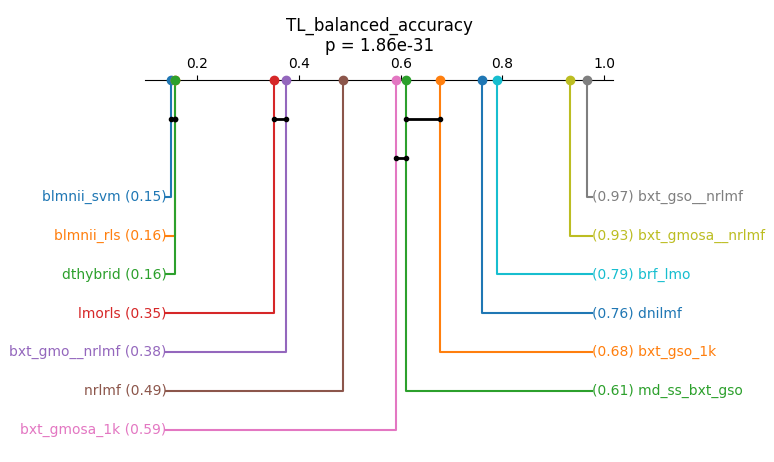 TL_balanced_accuracy
p = 1.86e-31
0.2 0.4 0.6 0.8 1.0
blmnii_svm (0.15) (0.97) bxt_gso__nrlmf
blmnii_rls (0.16) (0.93) bxt_gmosa__nrlmf
dthybrid (0.16) (0.79) brf_lmo
lmorls (0.35) (0.76) dnilmf
bxt_gmo__nrlmf (0.38) (0.68) bxt_gso_1k
nrlmf (0.49) (0.61) md_ss_bxt_gso
bxt_gmosa_1k (0.59)